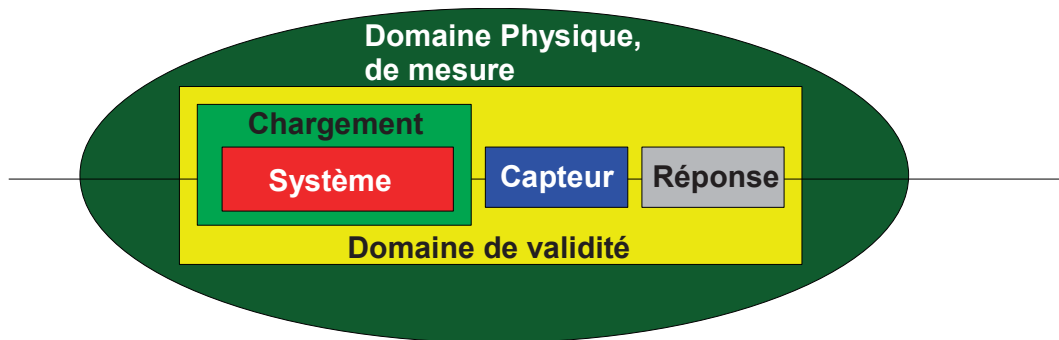 Domaine Physique,
de mesure
Chargement
Système
Capteur
Réponse
Domaine de validité